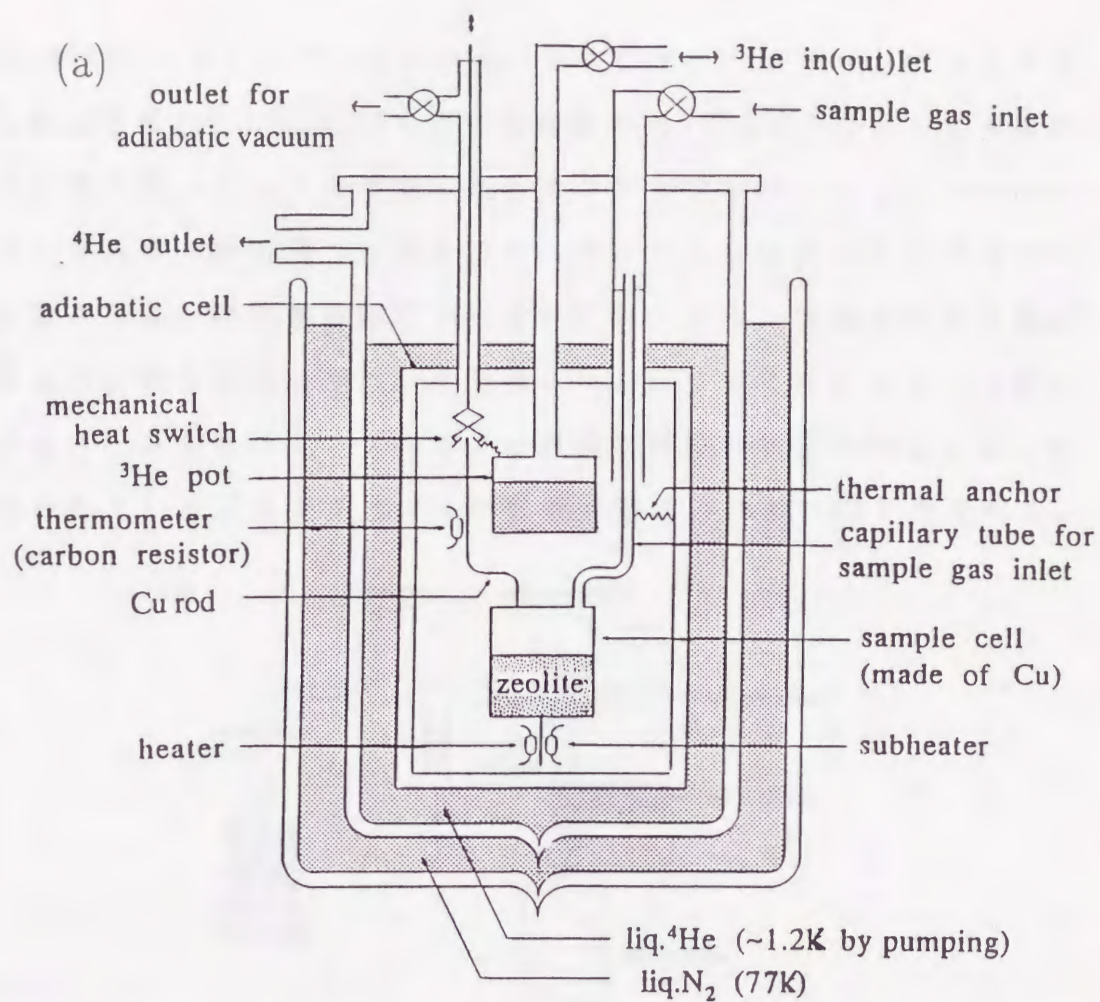 (a)
³He in(out)let
outlet for
adiabatic vacuum
sample gas inlet
⁴He outlet
adiabatic cell
mechanical
heat switch
³He pot
thermometer
(carbon resistor)
Cu rod
thermal anchor
capillary tube for
sample gas inlet
sample cell
(made of Cu)
zeolite
heater
subheater
liq.⁴He (~1.2K by pumping)
liq.N₂ (77K)